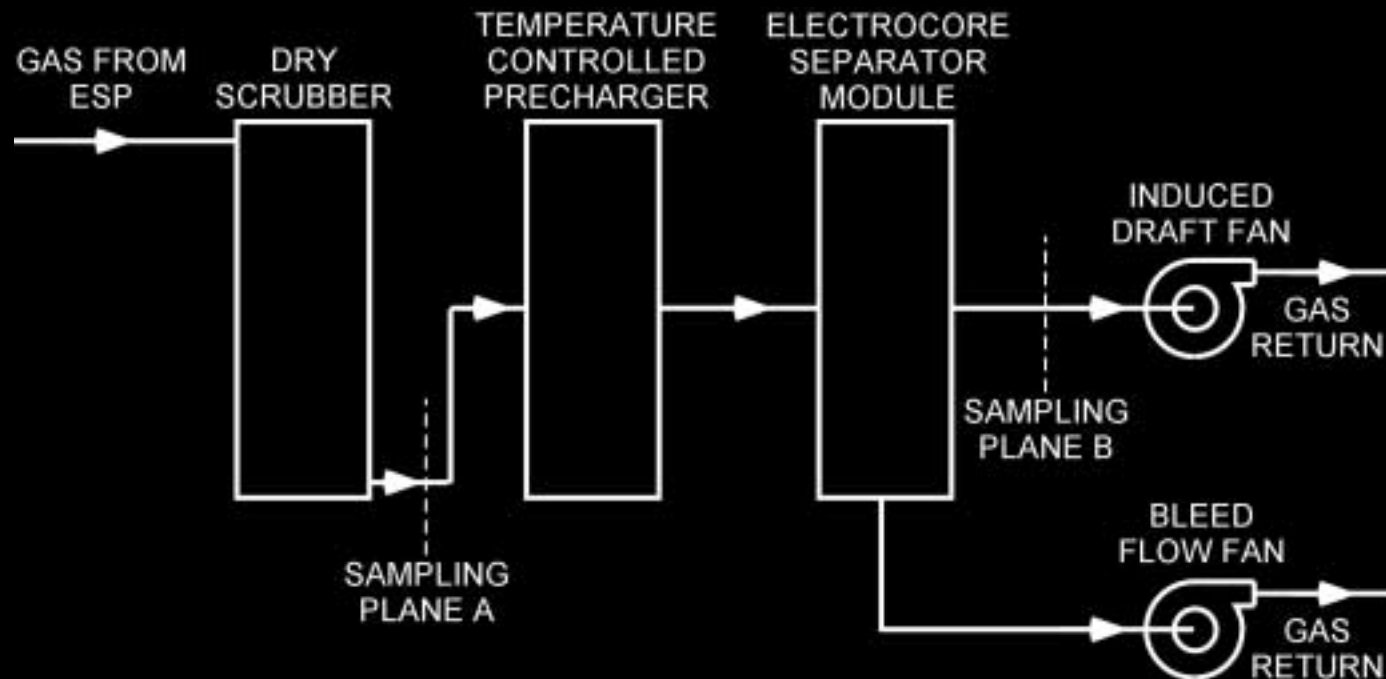 GAS FROM
ESP
DRY
SCRUBBER
TEMPERATURE
CONTROLLED
PRECHARGER
ELECTROCORE
SEPARATOR
MODULE
INDUCED
DRAFT FAN
GAS
RETURN
SAMPLING
PLANE B
SAMPLING
PLANE A
BLEED
FLOW FAN
GAS
RETURN